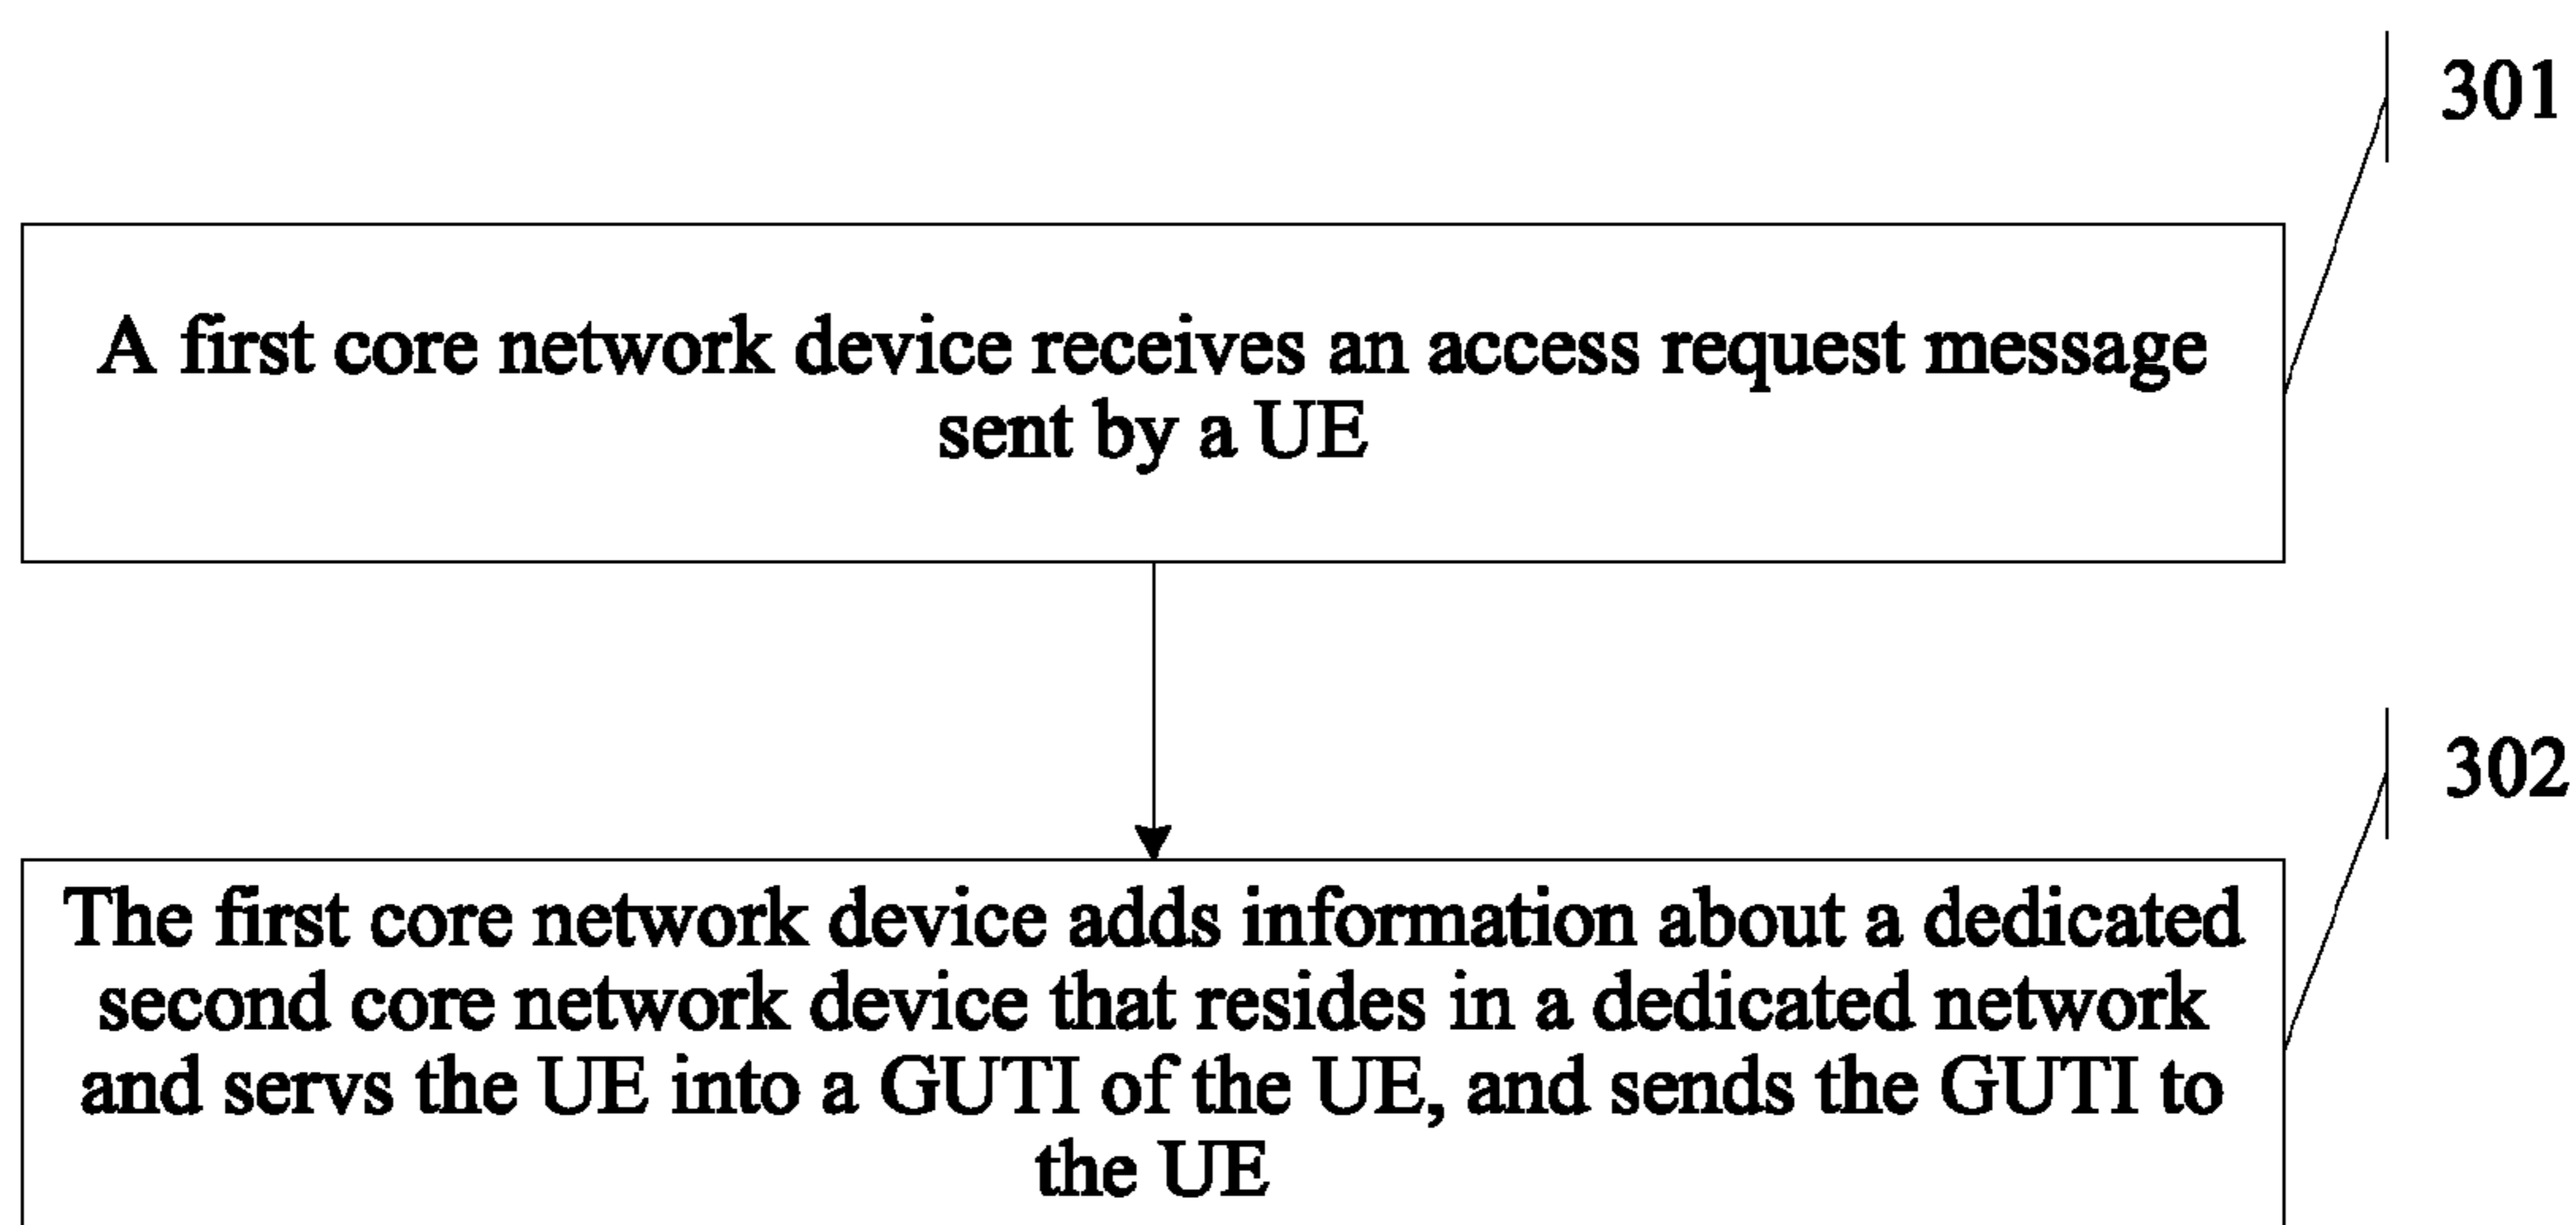 301
A first core network device receives an access request message
sent by a UE
302
The first core network device adds information about a dedicated
second core network device that resides in a dedicated network
and servs the UE into a GUTI of the UE, and sends the GUTI to
the UE